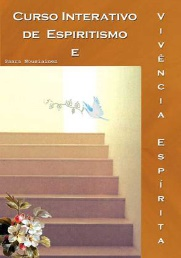 Curso Interativo
de Espiritismo
e
Vivência Espírita